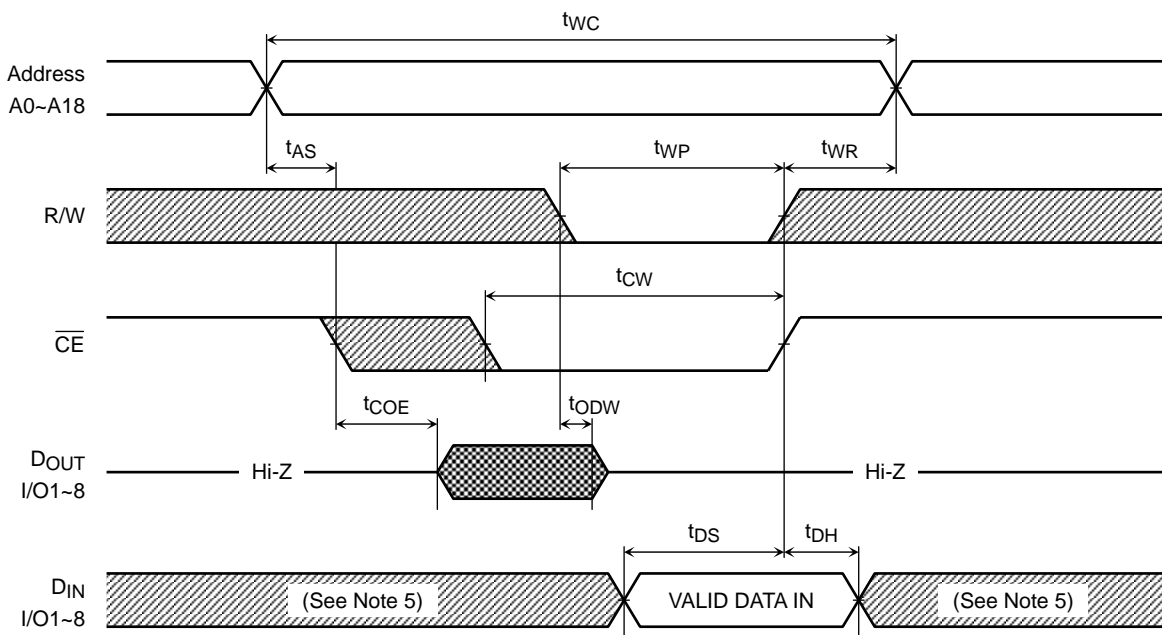 tWC
Address
A0~A18
tAS
tWP
tWR
R/W
tCW
CE
tCOE
tODW
DOUT
I/O1~8
Hi-Z
Hi-Z
tDS
tDH
DIN
I/O1~8
(See Note 5)
VALID DATA IN
(See Note 5)